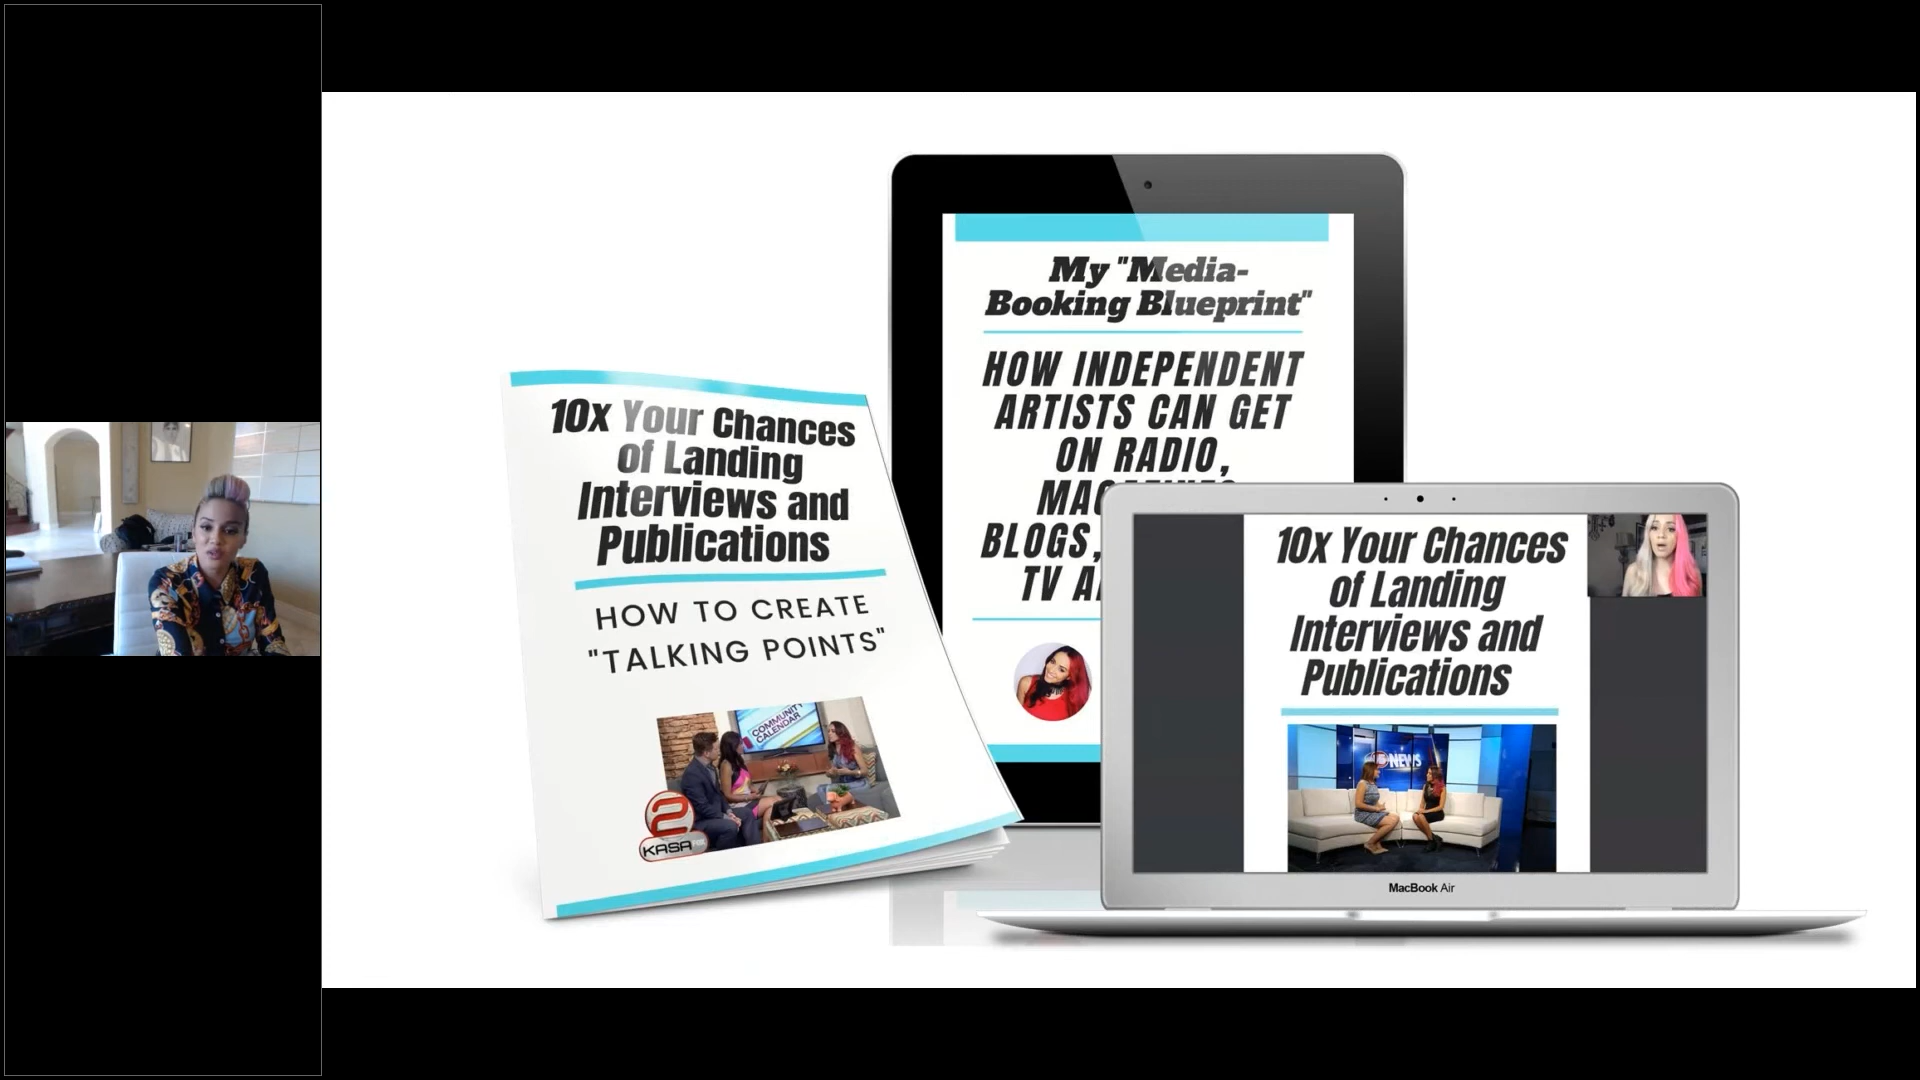 10x Your Chances
of Landing
Interviews and
Publications
HOW TO CREATE
"TALKING POINTS"
COMMUNITY
CALENDAR
2
KASA
My "Media-
Booking Blueprint"
HOW INDEPENDENT
ARTISTS CAN GET
ON RADIO,
BLOGS,
TV
10x Your Chances
of Landing
Interviews and
Publications
NEWS
MacBook Air